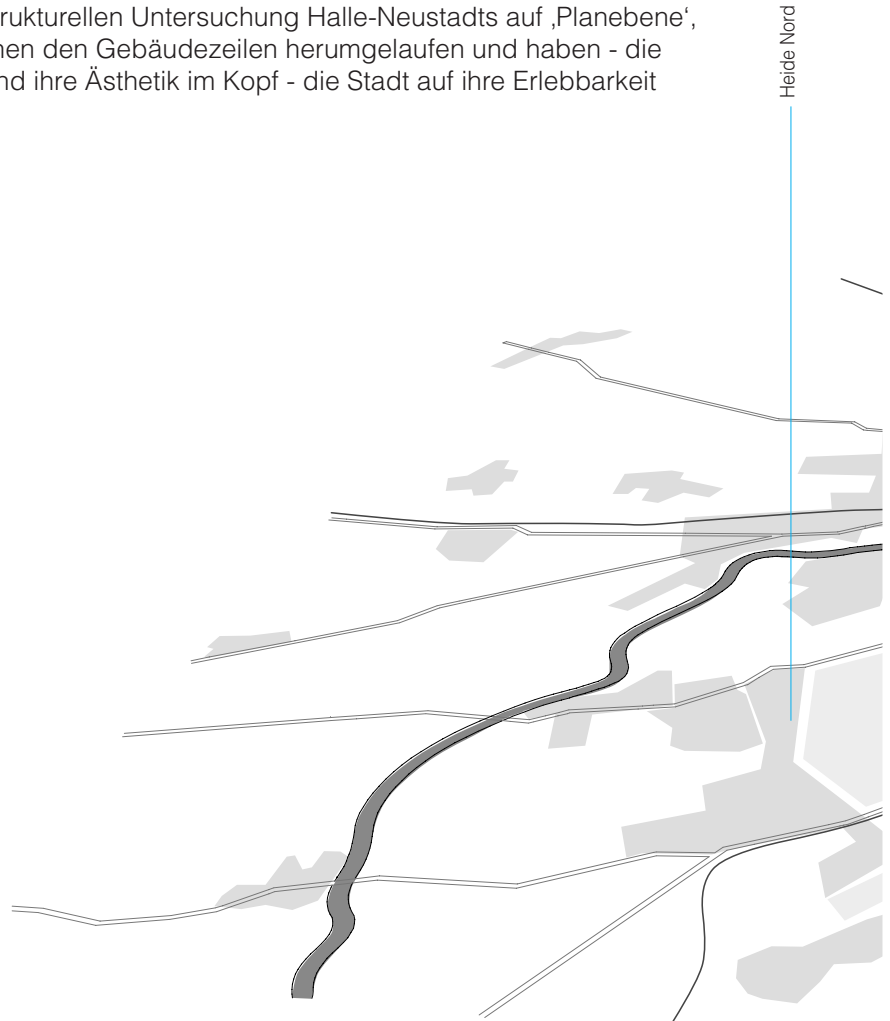 rukturellen Untersuchung Halle-Neustadts auf ‚Planebene‘,
nen den Gebäudezeilen herumgelaufen und haben - die
nd ihre Ästhetik im Kopf - die Stadt auf ihre Erlebbarkeit
Heide Nord